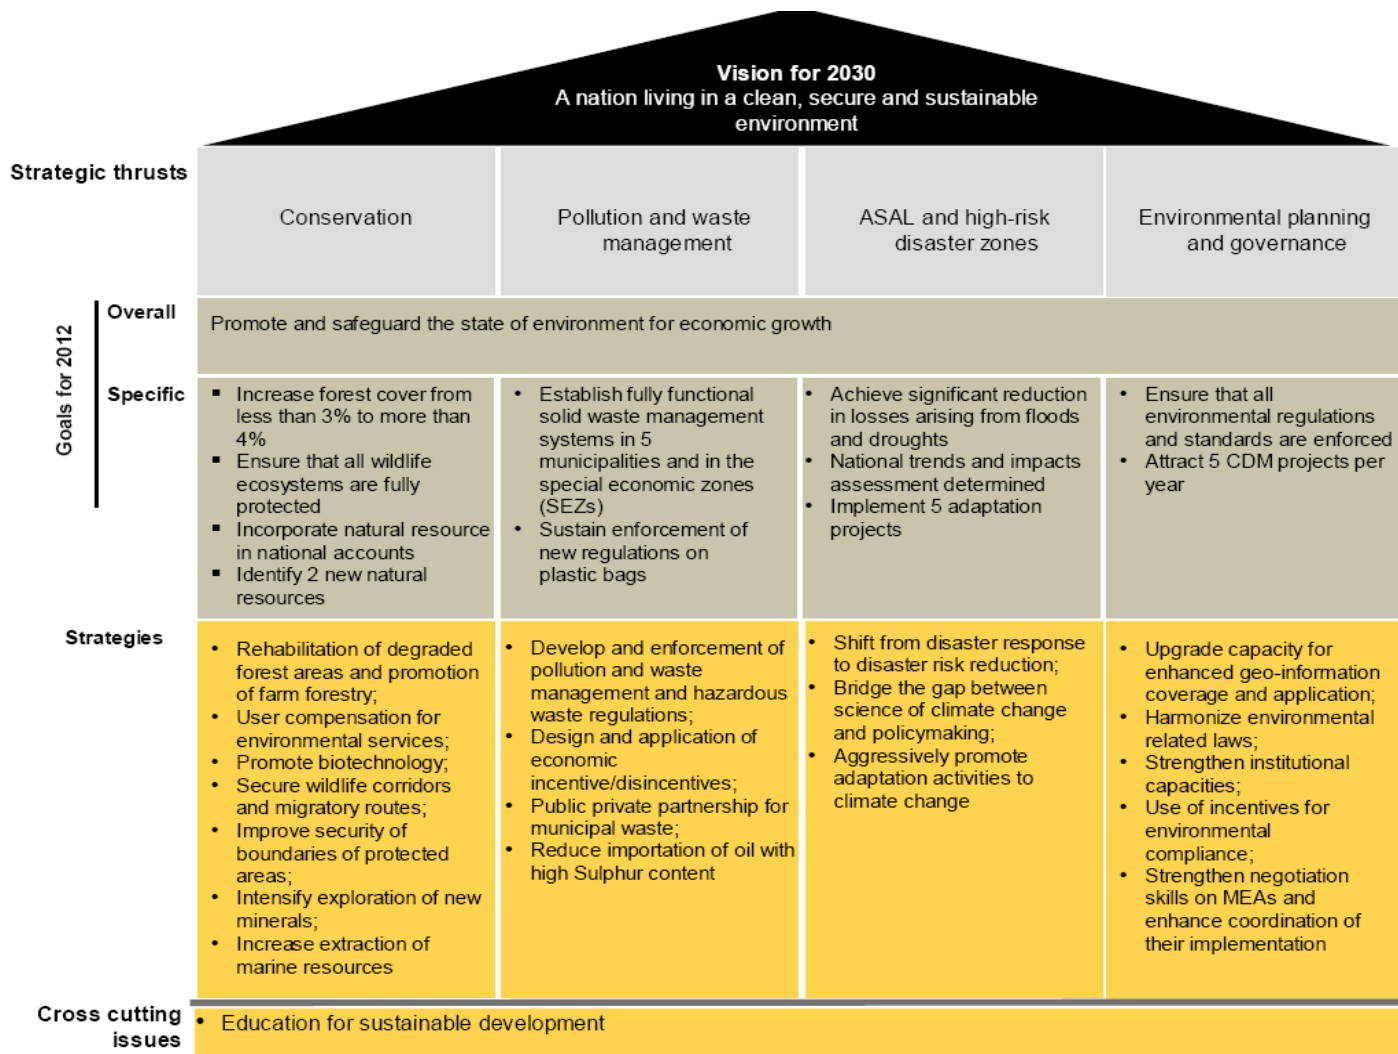 Vision for 2030
A nation living in a clean, secure and sustainable
environment
Strategic thrusts
Conservation
Pollution and waste
management
ASAL and high-risk
disaster zones
Environmental planning
and governance
Goals for 2012
Overall
Promote and safeguard the state of environment for economic growth
Specific
▪ Increase forest cover from
less than 3% to more than
4%
▪ Ensure that all wildlife
ecosystems are fully
protected
▪ Incorporate natural resource
in national accounts
▪ Identify 2 new natural
resources
• Establish fully functional
solid waste management
systems in 5
municipalities and in the
special economic zones
(SEZs)
• Sustain enforcement of
new regulations on
plastic bags
• Achieve significant reduction
in losses arising from floods
and droughts
• National trends and impacts
assessment determined
• Implement 5 adaptation
projects
• Ensure that all
environmental regulations
and standards are enforced
• Attract 5 CDM projects per
year
Strategies
• Rehabilitation of degraded
forest areas and promotion
of farm forestry;
• User compensation for
environmental services;
• Promote biotechnology;
• Secure wildlife corridors
and migratory routes;
• Improve security of
boundaries of protected
areas;
• Intensify exploration of new
minerals;
• Increase extraction of
marine resources
• Develop and enforcement of
pollution and waste
management and hazardous
waste regulations;
• Design and application of
economic
incentive/disincentives;
• Public private partnership for
municipal waste;
• Reduce importation of oil with
high Sulphur content
• Shift from disaster response
to disaster risk reduction;
• Bridge the gap between
science of climate change
and policymaking;
• Aggressively promote
adaptation activities to
climate change
• Upgrade capacity for
enhanced geo-information
coverage and application;
• Harmonize environmental
related laws;
• Strengthen institutional
capacities;
• Use of incentives for
environmental
compliance;
• Strengthen negotiation
skills on MEAs and
enhance coordination of
their implementation
Cross cutting
issues
• Education for sustainable development